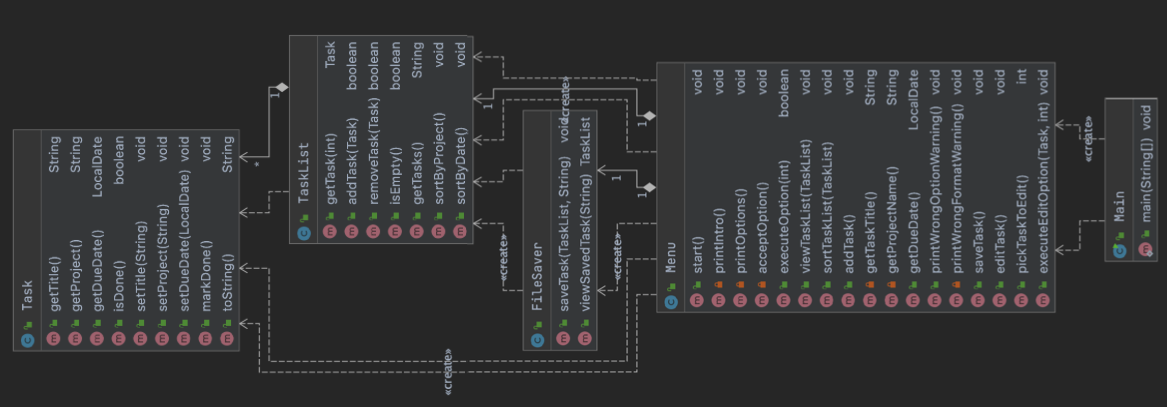 Task
getTitle() String
getProject() String
getDueDate() LocalDate
isDone() boolean
setTitle(String) void
setProject(String) void
setDueDate(LocalDate) void
markDone() void
toString() String
*
1
TaskList
getTask(int) Task
addTask(Task) boolean
removeTask(Task) boolean
isEmpty() boolean
getTasks() String
sortByProject() void
sortByDate() void
1
1
«create»
«create»
FileSaver
saveTask(TaskList, String) void
viewSavedTask(String) TaskList
1
1
«create»
«create»
Menu
start() void
printIntro() void
printOptions() void
acceptOption() void
executeOption(int) boolean
viewTaskList(TaskList) void
sortTaskList(TaskList) void
addTask() void
getTaskTitle() String
getProjectName() String
getDueDate() LocalDate
printWrongOptionWarning() void
printWrongFormatWarning() void
saveTask() void
editTask() void
pickTaskToEdit() int
executeEditOption(Task, int) void
«create»
Main
main(String[]) void